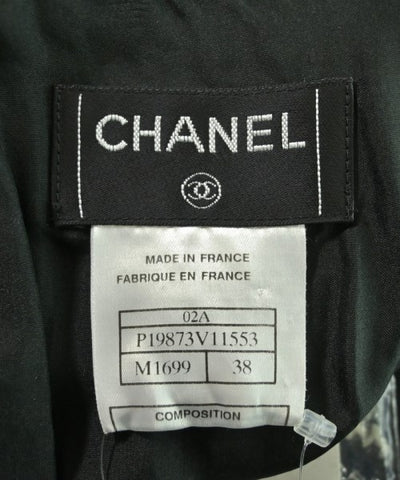 CHANEL
MADE IN FRANCE
FABRIQUE EN FRANCE
02A
P19873V11553
M1699 38
COMPOSITION